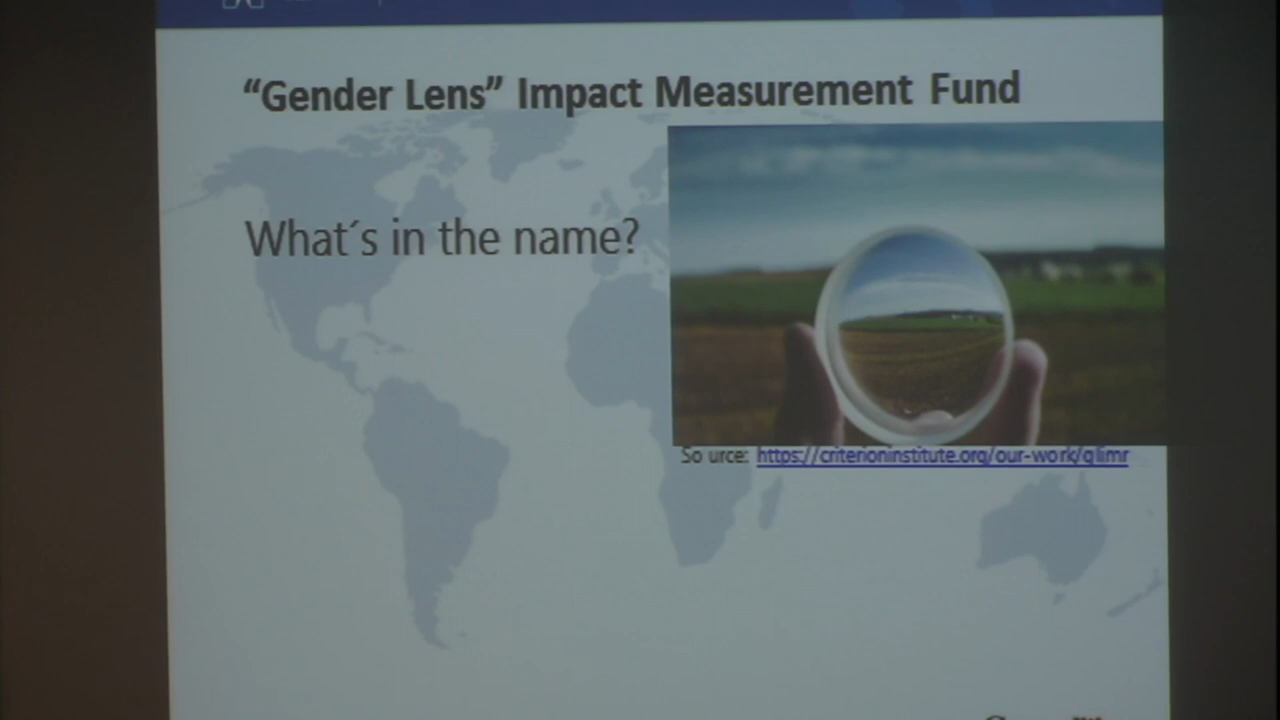 “Gender Lens” Impact Measurement Fund
What´s in the name?
So urce: https://criterioninstitute.org/our-work/glimr